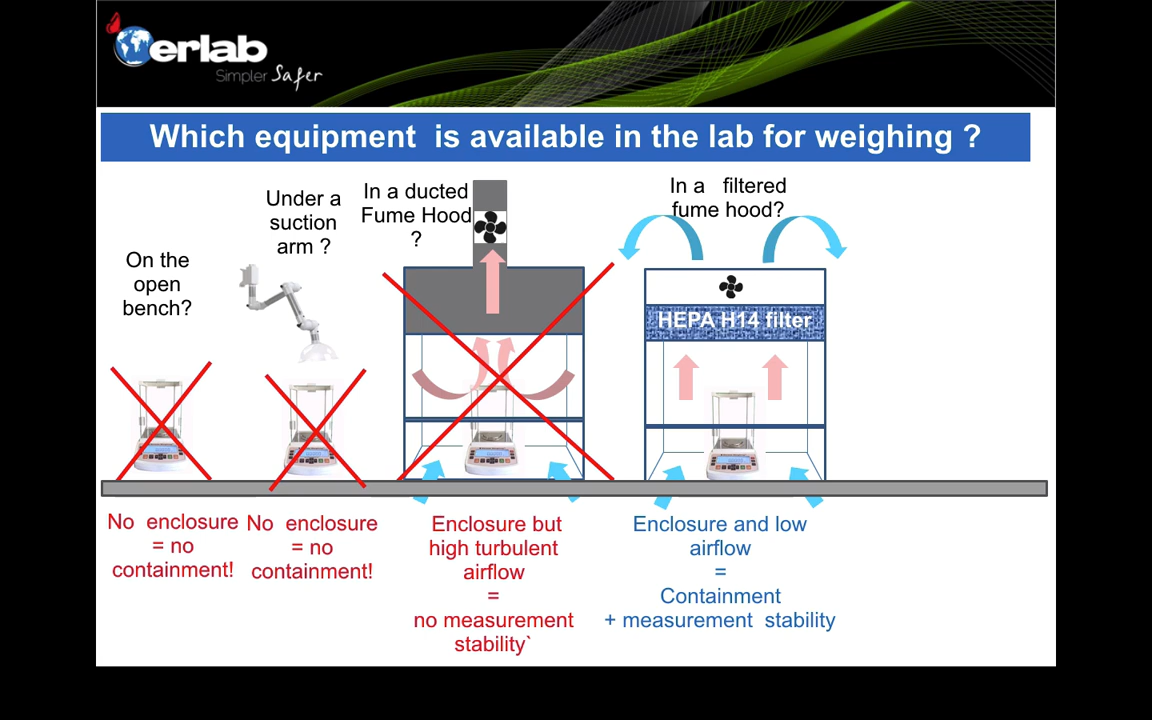 erlab
Simpler Safer
Which equipment  is available in the lab for weighing ?
On the
open
bench?
Under a
suction
arm ?
In a ducted
Fume Hood
?
In a   filtered
fume hood?
HEPA H14 filter
No  enclosure
= no
containment!
No  enclosure
= no
containment!
Enclosure but
high turbulent
airflow
=
no measurement
stability`
Enclosure and low
airflow
=
Containment
+ measurement  stability